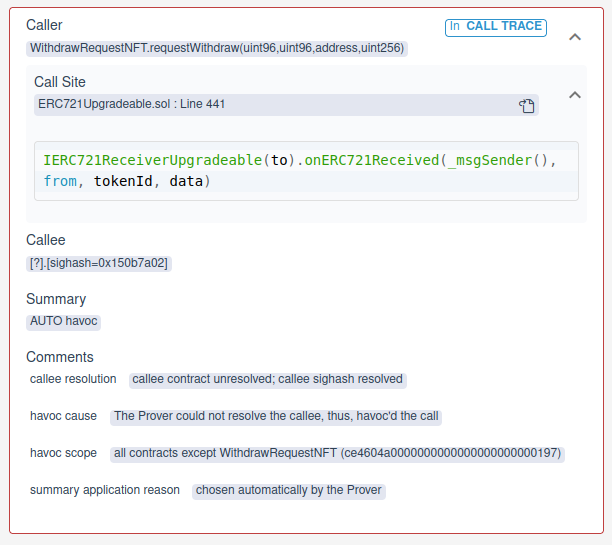 Caller
In CALL TRACE
WithdrawRequestNFT.requestWithdraw(uint96,uint96,address,uint256)
Call Site
ERC721Upgradeable.sol : Line 441
IERC721ReceiverUpgradeable(to).onERC721Received(_msgSender(),
from, tokenId, data)
Callee
[?].[sighash=0x150b7a02]
Summary
AUTO havoc
Comments
callee resolution callee contract unresolved; callee sighash resolved
havoc cause The Prover could not resolve the callee, thus, havoc'd the call
havoc scope all contracts except WithdrawRequestNFT (ce4604a0000000000000000000000197)
summary application reason chosen automatically by the Prover